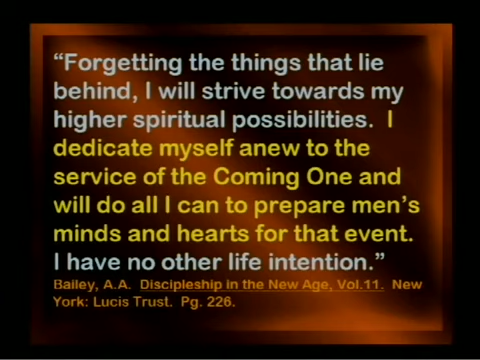 “Forgetting the things that lie
behind, I will strive towards my
higher spiritual possibilities.  I
dedicate myself anew to the
service of the Coming One and
will do all I can to prepare men’s
minds and hearts for that event.
I have no other life intention.”
Bailey, A.A.  Discipleship in the New Age, Vol.11.  New
York: Lucis Trust.  Pg. 226.